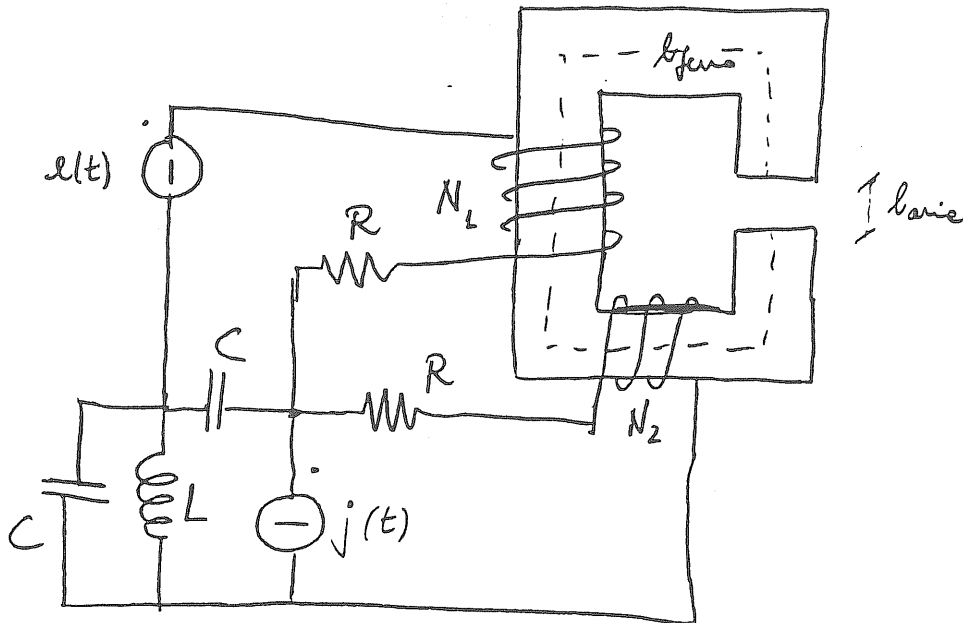 l_ferro
e(t)
N_1
l_aria
R
C
R
N_2
C
L
j(t)